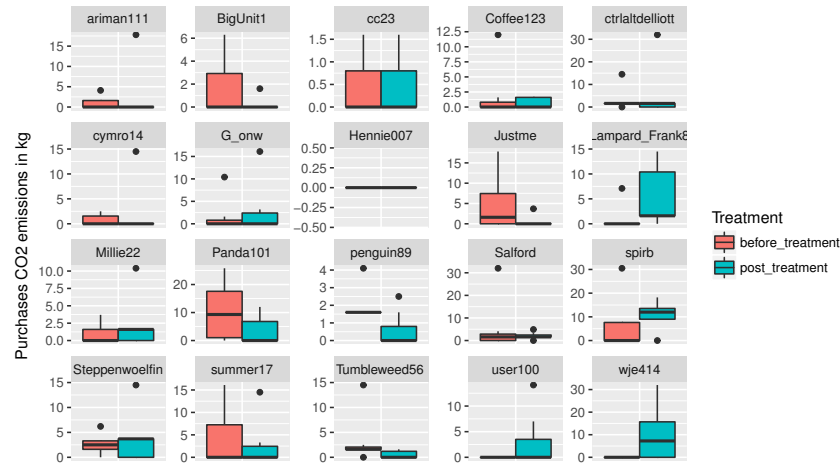 ariman111 BigUnit1 cc23 Coffee123 ctrlaltdelliott
15 10 5 0
6 4 2 0
1.5 1.0 0.5 0.0
12.5 10.0 7.5 5.0 2.5 0.0
30 20 10 0
cymro14 G_onw Hennie007 Justme Lampard_Frank8
15 10 5 0
15 10 5 0
0.50 0.25 0.00 −0.25 −0.50
15 10 5 0
15 10 5 0
Millie22 Panda101 penguin89 Salford spirb
10.0 7.5 5.0 2.5 0.0
20 10 0
4 3 2 1 0
30 20 10 0
30 20 10 0
Steppenwoelfin summer17 Tumbleweed56 user100 wje414
15 10 5 0
15 10 5 0
15 10 5 0
10 5 0
30 20 10 0
Purchases CO2 emissions in kg
Treatment
before_treatment
post_treatment